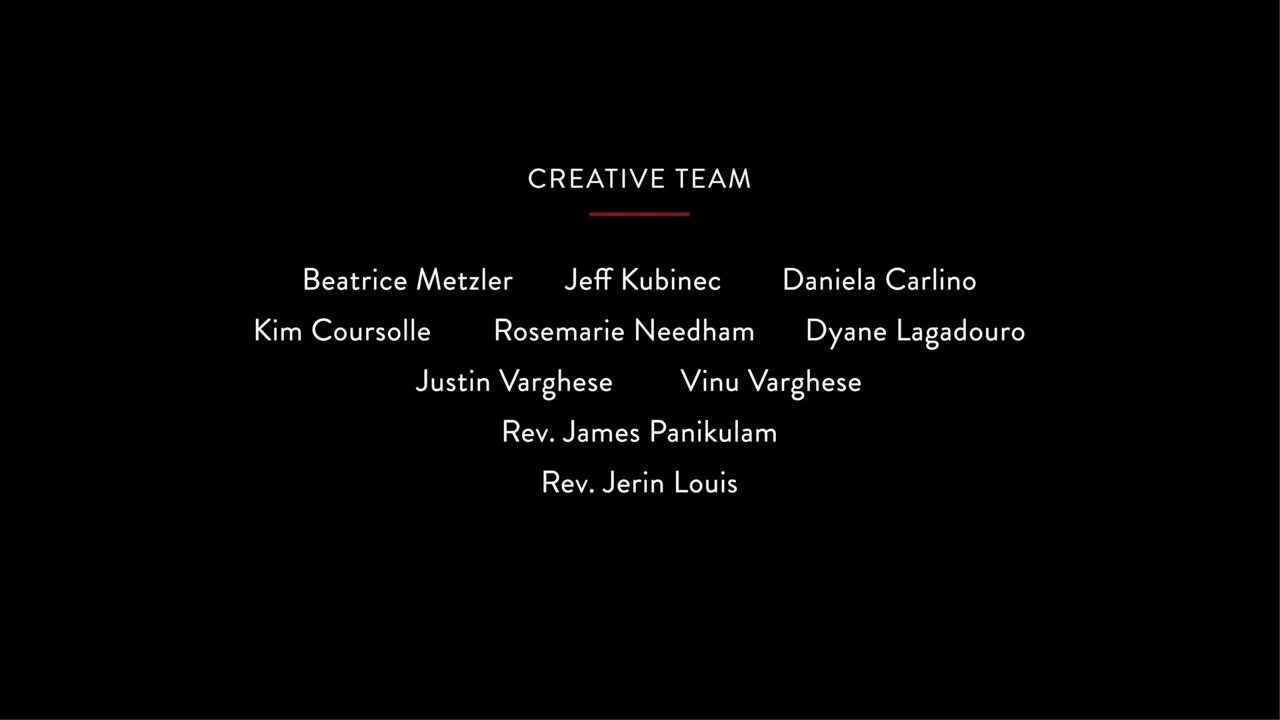 CREATIVE TEAM
Beatrice Metzler Jeff Kubinec Daniela Carlino
Kim Coursolle Rosemarie Needham Dyane Lagadouro
Justin Varghese Vinu Varghese
Rev. James Panikulam
Rev. Jerin Louis